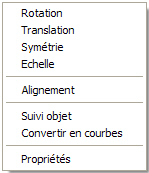 Rotation
Translation
Symétrie
Echelle
Alignement
Suivi objet
Convertir en courbes
Propriétés